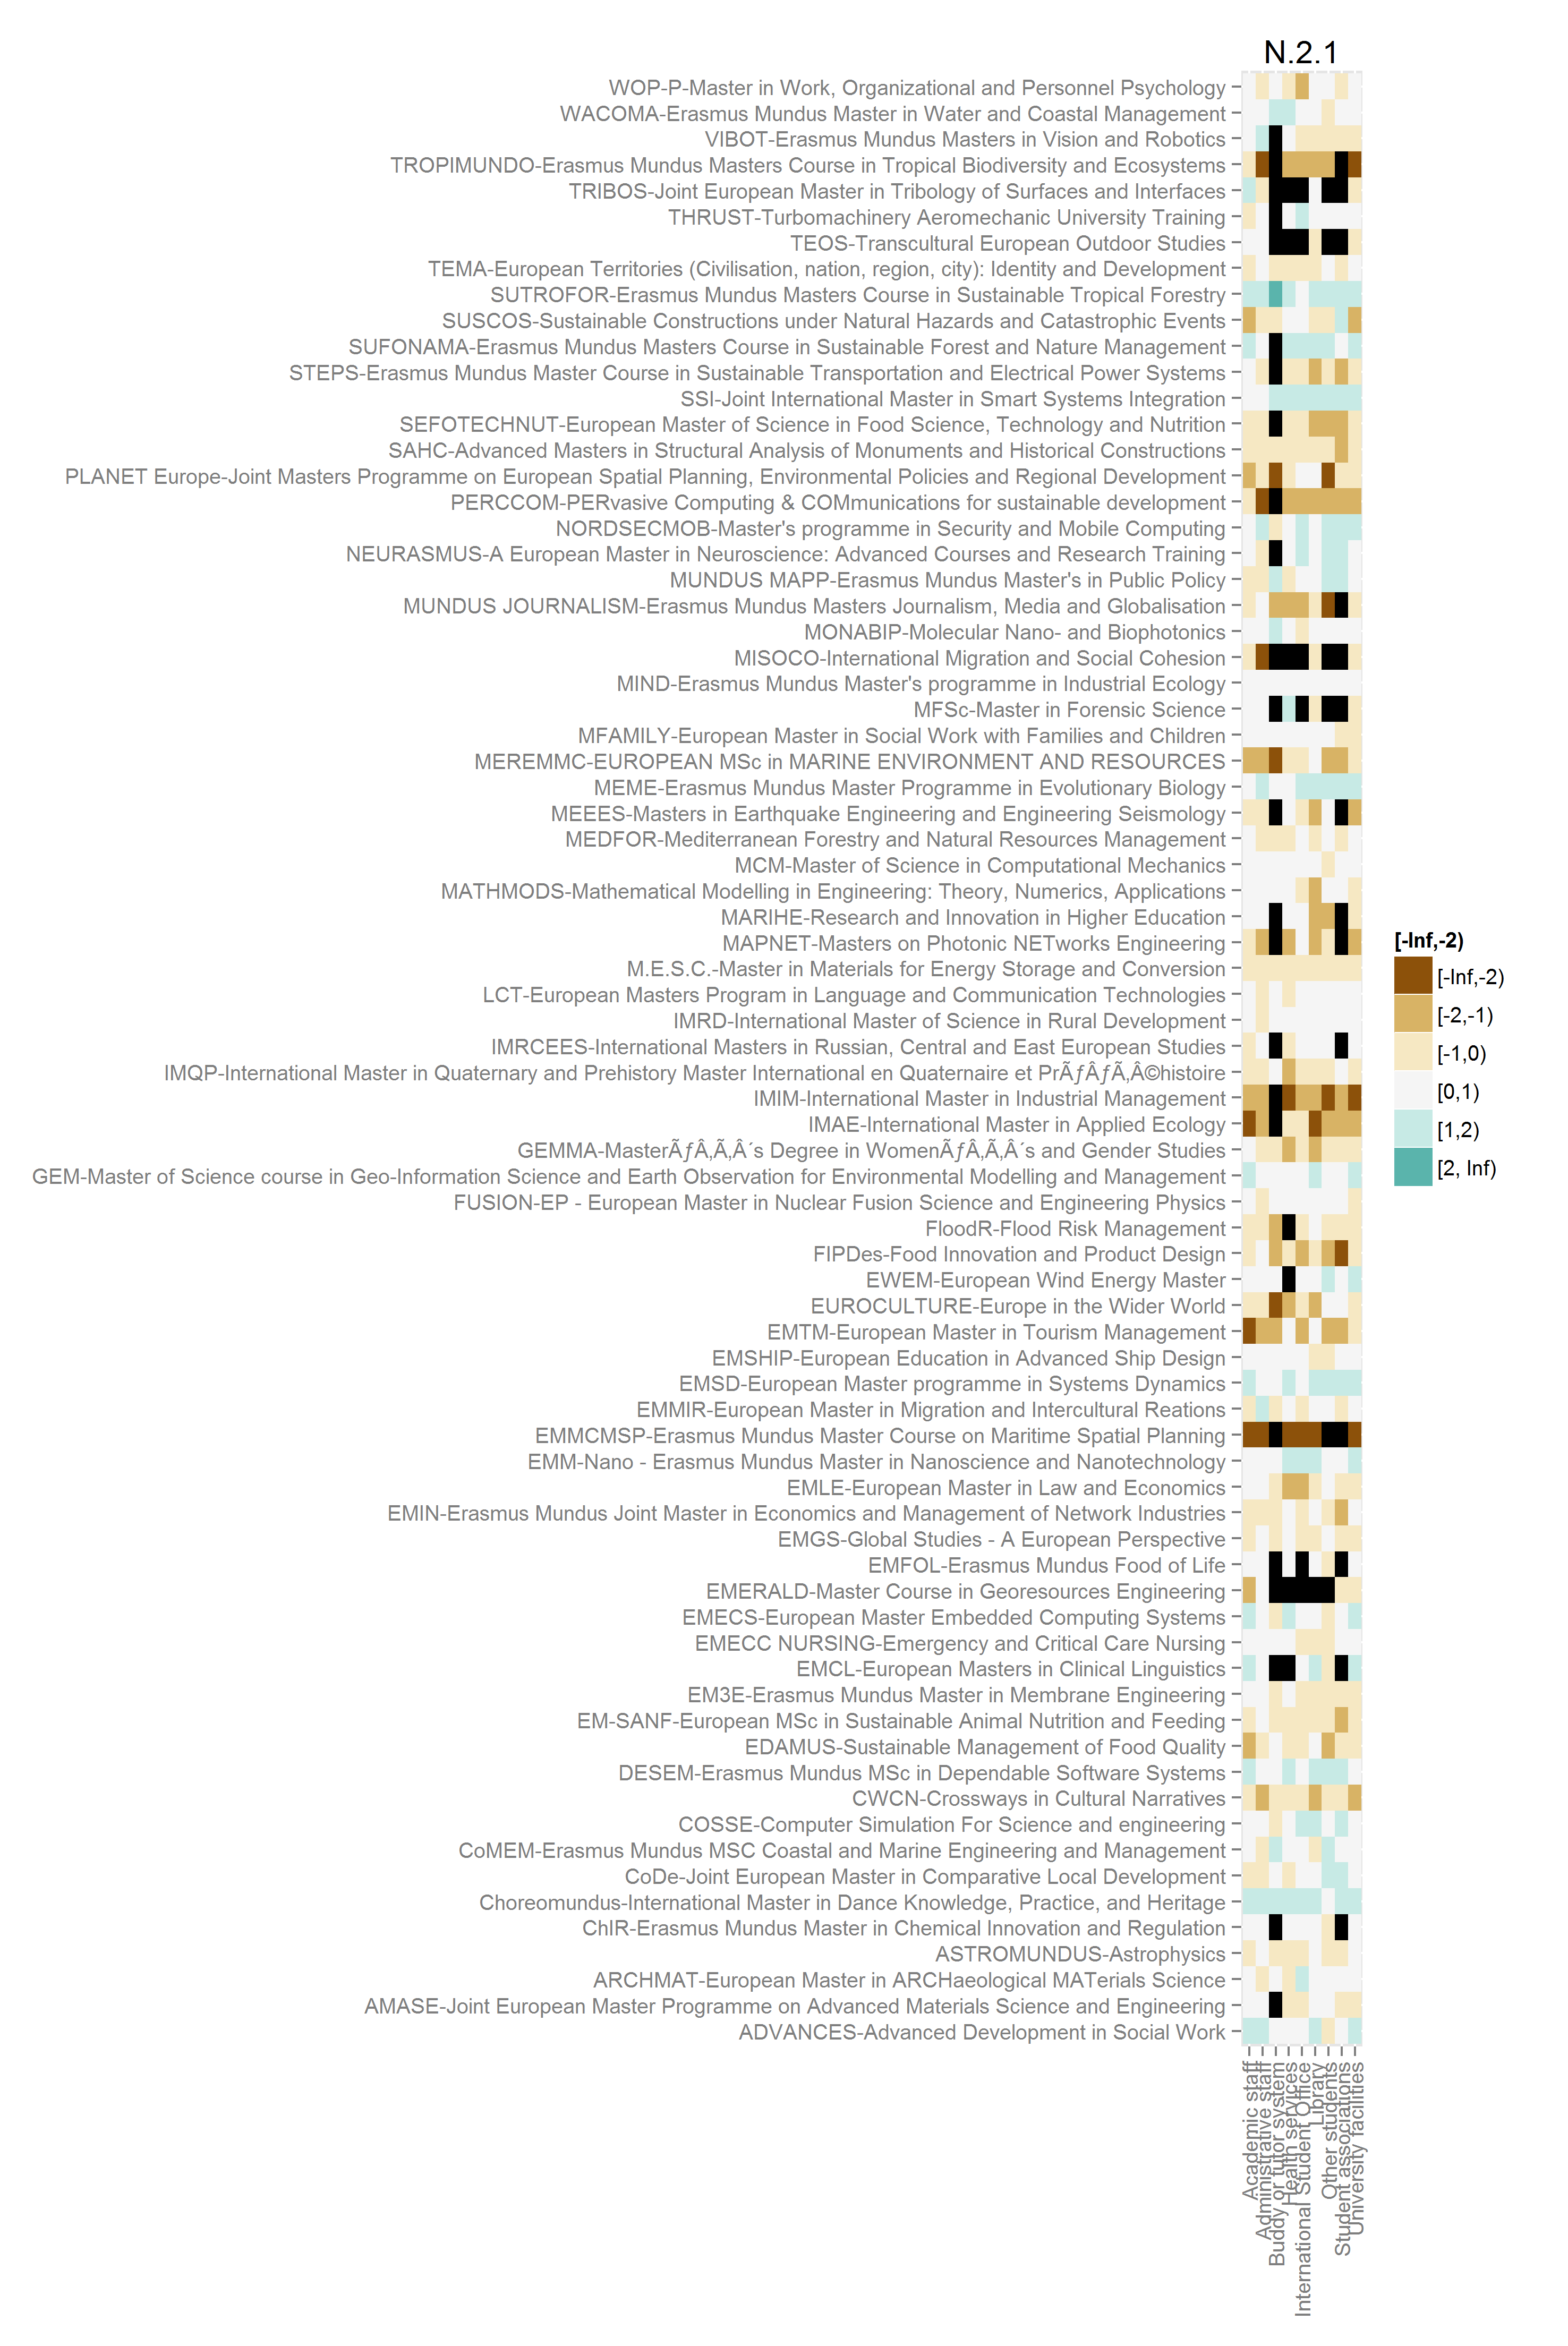 N.2.1
WOP-P-Master in Work, Organizational and Personnel Psychology
WACOMA-Erasmus Mundus Master in Water and Coastal Management
VIBOT-Erasmus Mundus Masters in Vision and Robotics
TROPIMUNDO-Erasmus Mundus Masters Course in Tropical Biodiversity and Ecosystems
TRIBOS-Joint European Master in Tribology of Surfaces and Interfaces
THRUST-Turbomachinery Aeromechanic University Training
TEOS-Transcultural European Outdoor Studies
TEMA-European Territories (Civilisation, nation, region, city): Identity and Development
SUTROFOR-Erasmus Mundus Masters Course in Sustainable Tropical Forestry
SUSCOS-Sustainable Constructions under Natural Hazards and Catastrophic Events
SUFONAMA-Erasmus Mundus Masters Course in Sustainable Forest and Nature Management
STEPS-Erasmus Mundus Master Course in Sustainable Transportation and Electrical Power Systems
SSI-Joint International Master in Smart Systems Integration
SEFOTECHNUT-European Master of Science in Food Science, Technology and Nutrition
SAHC-Advanced Masters in Structural Analysis of Monuments and Historical Constructions
PLANET Europe-Joint Masters Programme on European Spatial Planning, Environmental Policies and Regional Development
PERCCOM-PERvasive Computing & COMmunications for sustainable development
NORDSECMOB-Master's programme in Security and Mobile Computing
NEURASMUS-A European Master in Neuroscience: Advanced Courses and Research Training
MUNDUS MAPP-Erasmus Mundus Master's in Public Policy
MUNDUS JOURNALISM-Erasmus Mundus Masters Journalism, Media and Globalisation
MONABIP-Molecular Nano- and Biophotonics
MISOCO-International Migration and Social Cohesion
MIND-Erasmus Mundus Master's programme in Industrial Ecology
MFSc-Master in Forensic Science
MFAMILY-European Master in Social Work with Families and Children
MEREMMC-EUROPEAN MSc in MARINE ENVIRONMENT AND RESOURCES
MEME-Erasmus Mundus Master Programme in Evolutionary Biology
MEEES-Masters in Earthquake Engineering and Engineering Seismology
MEDFOR-Mediterranean Forestry and Natural Resources Management
MCM-Master of Science in Computational Mechanics
MATHMODS-Mathematical Modelling in Engineering: Theory, Numerics, Applications
MARIHE-Research and Innovation in Higher Education
MAPNET-Masters on Photonic NETworks Engineering
M.E.S.C.-Master in Materials for Energy Storage and Conversion
LCT-European Masters Program in Language and Communication Technologies
IMRD-International Master of Science in Rural Development
IMRCEES-International Masters in Russian, Central and East European Studies
IMQP-International Master in Quaternary and Prehistory Master International en Quaternaire et PrÃƒÂƒÃ‚Â©histoire
IMIM-International Master in Industrial Management
IMAE-International Master in Applied Ecology
GEMMA-MasterÃƒÂ‚Ã‚Â´s Degree in WomenÃƒÂ‚Ã‚Â´s and Gender Studies
GEM-Master of Science course in Geo-Information Science and Earth Observation for Environmental Modelling and Management
FUSION-EP - European Master in Nuclear Fusion Science and Engineering Physics
FloodR-Flood Risk Management
FIPDes-Food Innovation and Product Design
EWEM-European Wind Energy Master
EUROCULTURE-Europe in the Wider World
EMTM-European Master in Tourism Management
EMSHIP-European Education in Advanced Ship Design
EMSD-European Master programme in Systems Dynamics
EMMIR-European Master in Migration and Intercultural Reations
EMMCMSP-Erasmus Mundus Master Course on Maritime Spatial Planning
EMM-Nano - Erasmus Mundus Master in Nanoscience and Nanotechnology
EMLE-European Master in Law and Economics
EMIN-Erasmus Mundus Joint Master in Economics and Management of Network Industries
EMGS-Global Studies - A European Perspective
EMFOL-Erasmus Mundus Food of Life
EMERALD-Master Course in Georesources Engineering
EMECS-European Master Embedded Computing Systems
EMECC NURSING-Emergency and Critical Care Nursing
EMCL-European Masters in Clinical Linguistics
EM3E-Erasmus Mundus Master in Membrane Engineering
EM-SANF-European MSc in Sustainable Animal Nutrition and Feeding
EDAMUS-Sustainable Management of Food Quality
DESEM-Erasmus Mundus MSc in Dependable Software Systems
CWCN-Crossways in Cultural Narratives
COSSE-Computer Simulation For Science and engineering
CoMEM-Erasmus Mundus MSC Coastal and Marine Engineering and Management
CoDe-Joint European Master in Comparative Local Development
Choreomundus-International Master in Dance Knowledge, Practice, and Heritage
ChIR-Erasmus Mundus Master in Chemical Innovation and Regulation
ASTROMUNDUS-Astrophysics
ARCHMAT-European Master in ARCHaeological MATerials Science
AMASE-Joint European Master Programme on Advanced Materials Science and Engineering
ADVANCES-Advanced Development in Social Work
Academic staff
Administrative staff
Buddy or tutor system
Health services
International Student Office
Library
Other students
Student associations
University facilities
[-Inf,-2)
[-Inf,-2)
[-2,-1)
[-1,0)
[0,1)
[1,2)
[2, Inf)